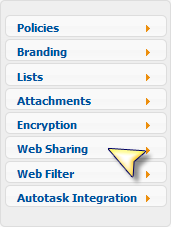 Policies
Branding
Lists
Attachments
Encryption
Web Sharing
Web Filter
Autotask Integration